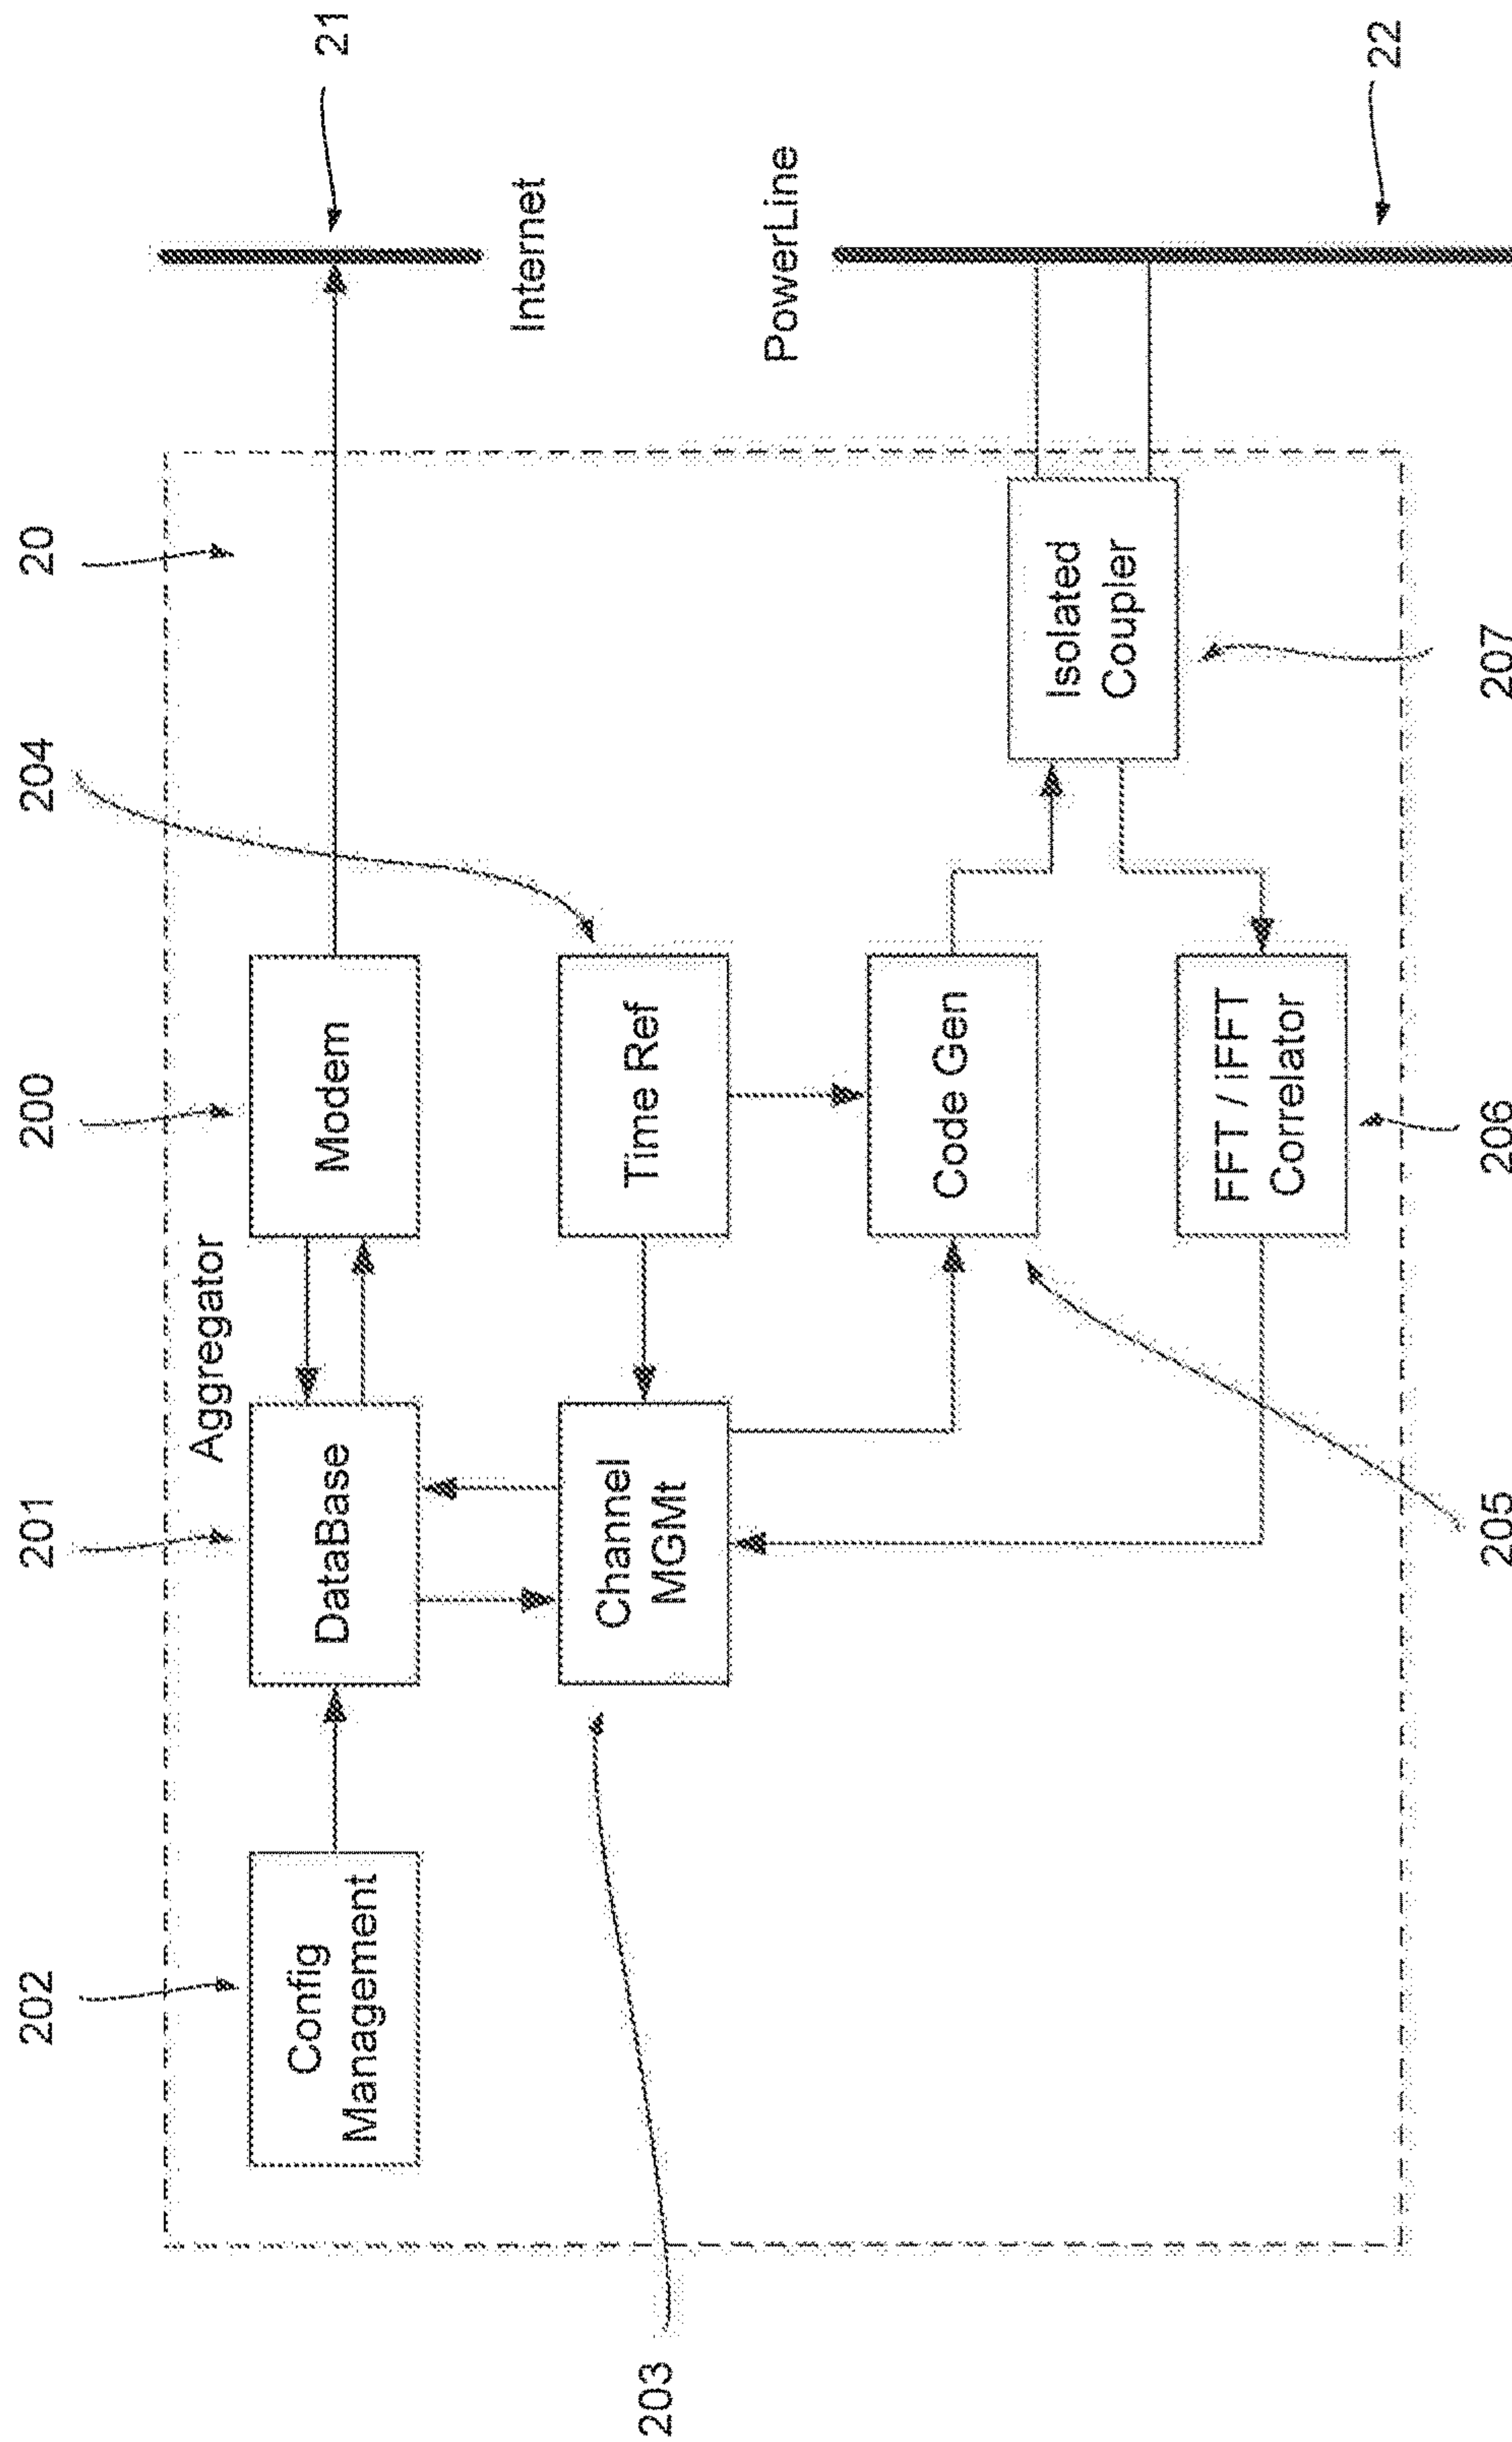 202
201
200
204
20
21
Aggregator
Config
Management
DataBase
Modem
Internet
Channel
MGMt
Time Ref
PowerLine
203
Code Gen
Isolated
Coupler
FFT / iFFT
Correlator
205
206
207
22